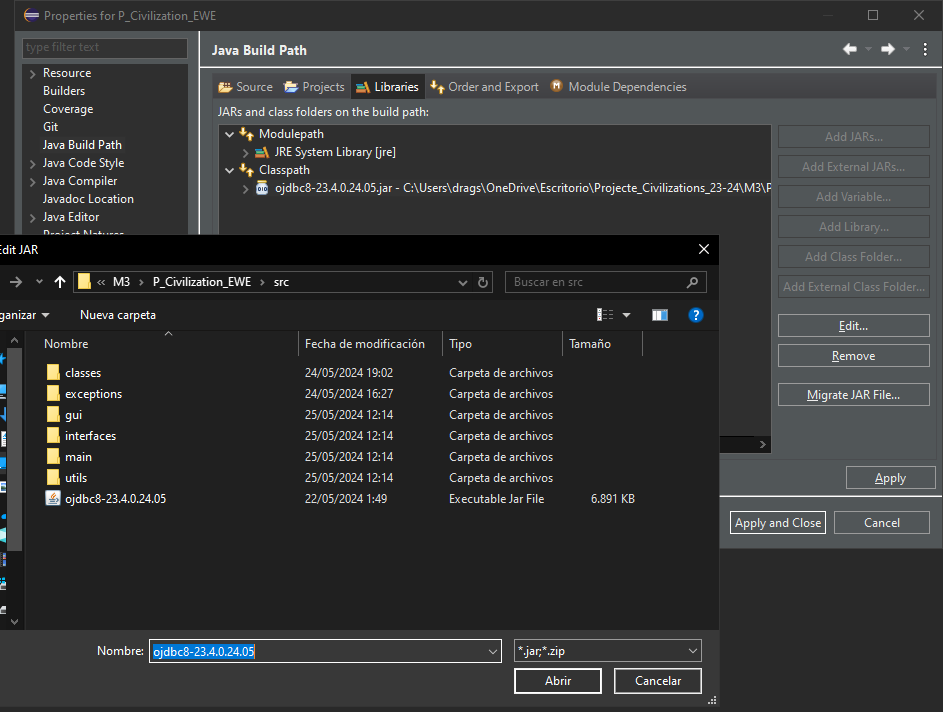 Properties for P_Civilization_EWE
type filter text
Resource
Builders
Coverage
Git
Java Build Path
Java Code Style
Java Compiler
Javadoc Location
Java Editor
Java Build Path
Source
Projects
Libraries
Order and Export
Module Dependencies
JARs and class folders on the build path:
Modulepath
JRE System Library [jre]
Classpath
ojdbc8-23.4.0.24.05.jar - C:\Users\drags\OneDrive\Escritorio\Projecte_Civilizations_23-24\M3\P
Add JARs...
Add External JARs...
Add Variable...
Add Library...
Add Class Folder...
Add External Class Folder...
Edit...
Remove
Migrate JAR File...
Apply
Apply and Close
Cancel
Edit JAR
« M3 > P_Civilization_EWE > src
Buscar en src
ganizar
Nueva carpeta
Nombre Fecha de modificación Tipo Tamaño
classes 24/05/2024 19:02 Carpeta de archivos
exceptions 24/05/2024 16:27 Carpeta de archivos
gui 25/05/2024 12:14 Carpeta de archivos
interfaces 25/05/2024 12:14 Carpeta de archivos
main 25/05/2024 12:14 Carpeta de archivos
utils 25/05/2024 12:14 Carpeta de archivos
ojdbc8-23.4.0.24.05 22/05/2024 1:49 Executable Jar File 6.891 KB
Nombre: ojdbc8-23.4.0.24.05
*.jar;*.zip
Abrir
Cancelar